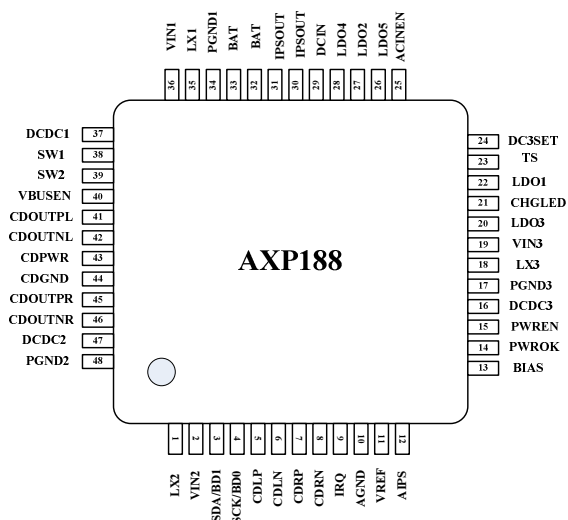 VIN1
LX1
PGND1
BAT
BAT
IPSOUT
IPSOUT
DCIN
LDO4
LDO2
LDO5
ACINEN
36
35
34
33
32
31
30
29
28
27
26
25
DCDC1 37
SW1 38
SW2 39
VBUSEN 40
CDOUTPL 41
CDOUTNL 42
CDPWR 43
CDGND 44
CDOUTPR 45
CDOUTNR 46
DCDC2 47
PGND2 48
AXP188
24 DC3SET
23 TS
22 LDO1
21 CHGLED
20 LDO3
19 VIN3
18 LX3
17 PGND3
16 DCDC3
15 PWREN
14 PWROK
13 BIAS
1
2
3
4
5
6
7
8
9
10
11
12
LX2
VIN2
SDA/BD1
SCK/BD0
CDLP
CDLN
CDRP
CDRN
IRQ
AGND
VREF
AIPS